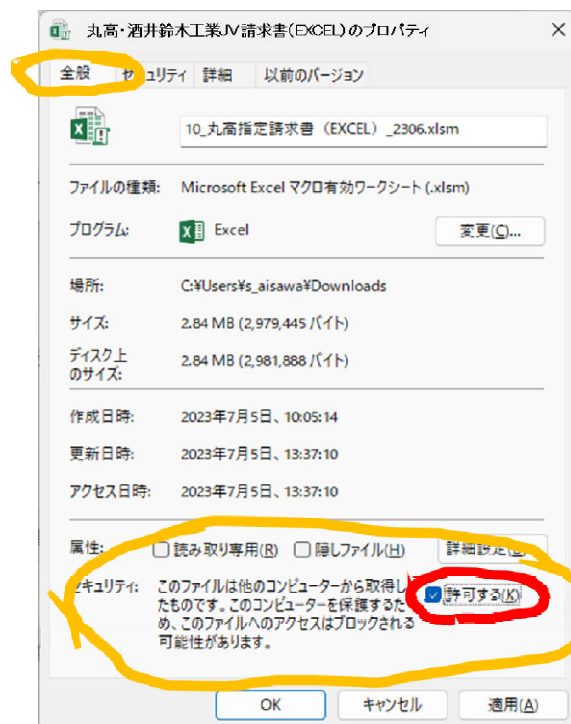 丸高・酒井鈴木工業JV請求書(EXCEL)のプロパティ
全般 セキュリティ 詳細 以前のバージョン
10_丸高指定請求書（EXCEL）_2306.xlsm
ファイルの種類: Microsoft Excel マクロ有効ワークシート (.xlsm)
プログラム: Excel 変更(C)...
場所: C:¥Users¥s_aisawa¥Downloads
サイズ: 2.84 MB (2,979,445 バイト)
ディスク上
のサイズ: 2.84 MB (2,981,888 バイト)
作成日時: 2023年7月5日、10:05:14
更新日時: 2023年7月5日、13:37:10
アクセス日時: 2023年7月5日、13:37:10
属性: 読み取り専用(R) 隠しファイル(H) 詳細設定
セキュリティ: このファイルは他のコンピューターから取得し 許可する(K)
たものです。このコンピューターを保護するた
め、このファイルへのアクセスはブロックされる
可能性があります。
OK キャンセル 適用(A)